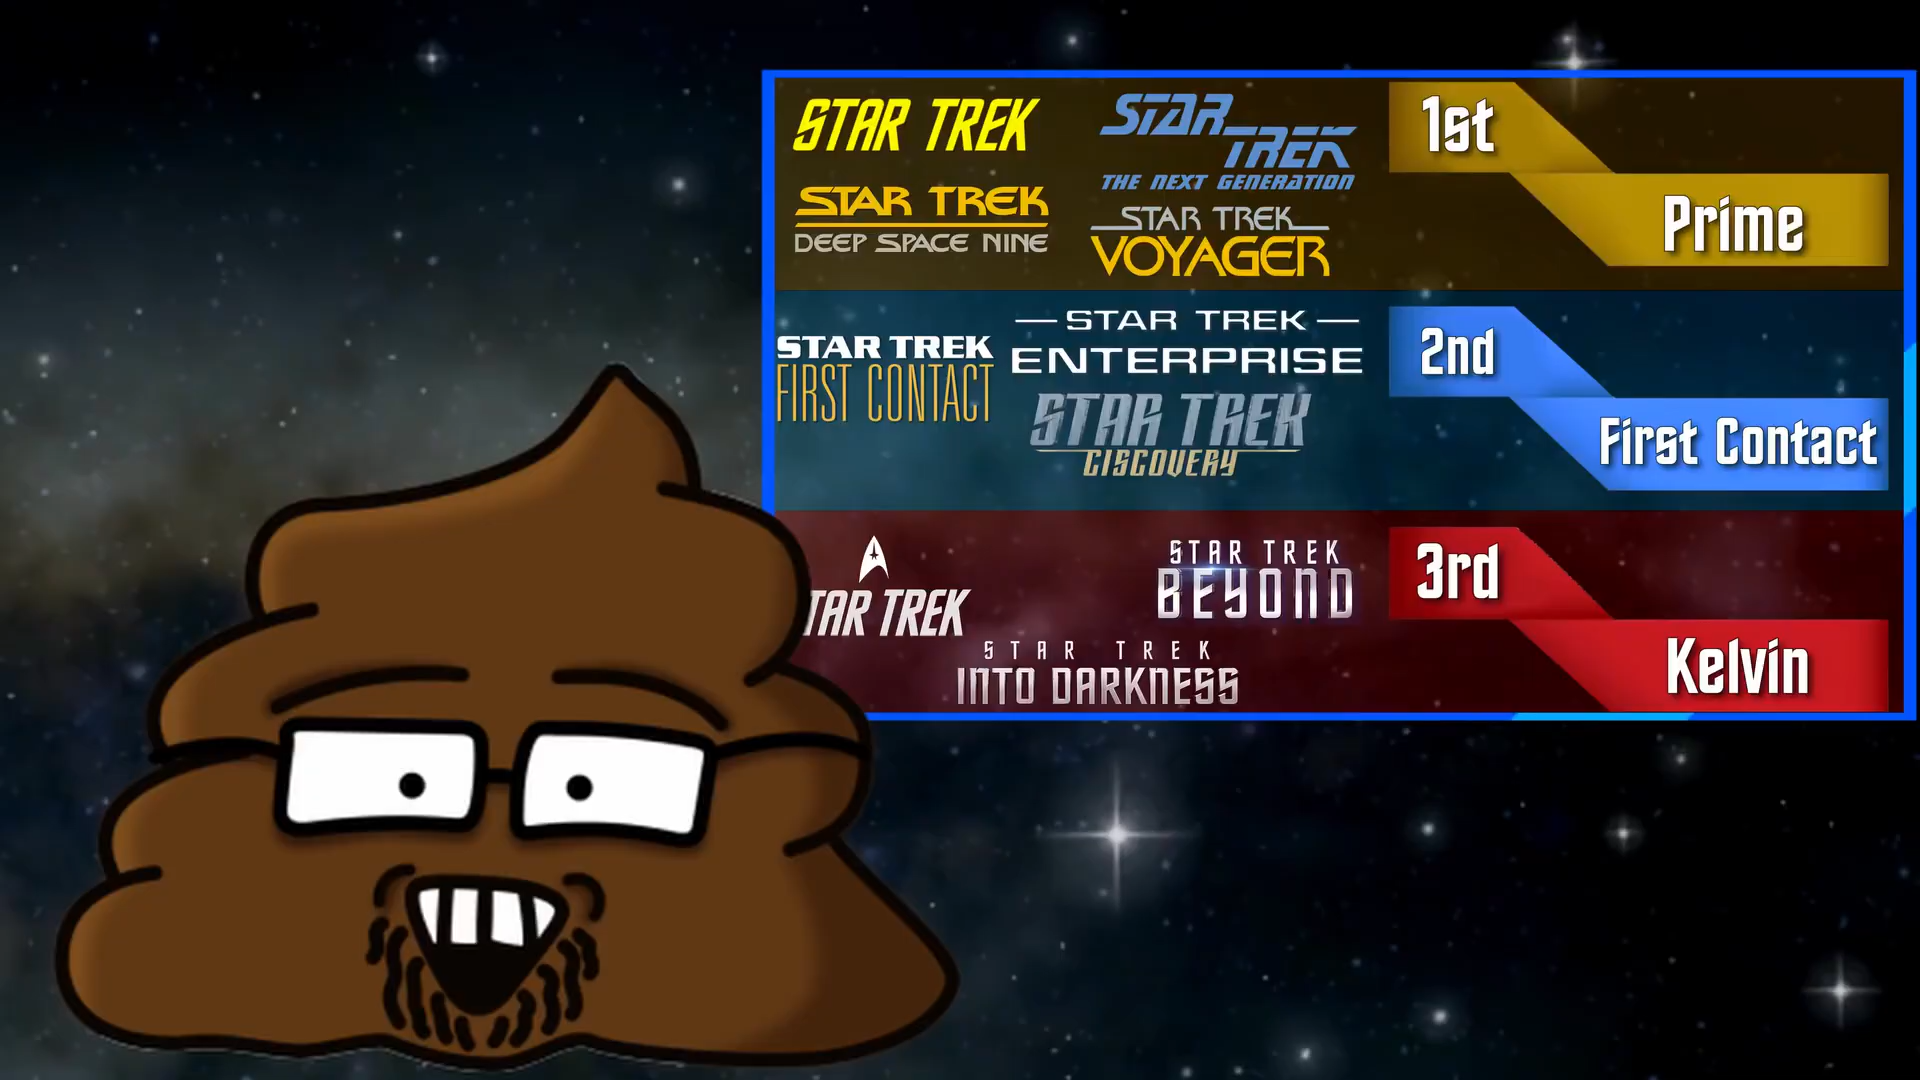 STAR TREK
STAR TREK
THE NEXT GENERATION
STAR TREK
DEEP SPACE NINE
STAR TREK
VOYAGER
1st
Prime
STAR TREK
FIRST CONTACT
STAR TREK
ENTERPRISE
STAR TREK
CISCOVERY
2nd
First Contact
TAR TREK
STAR TREK
BEYOND
STAR TREK
INTO DARKNESS
3rd
Kelvin